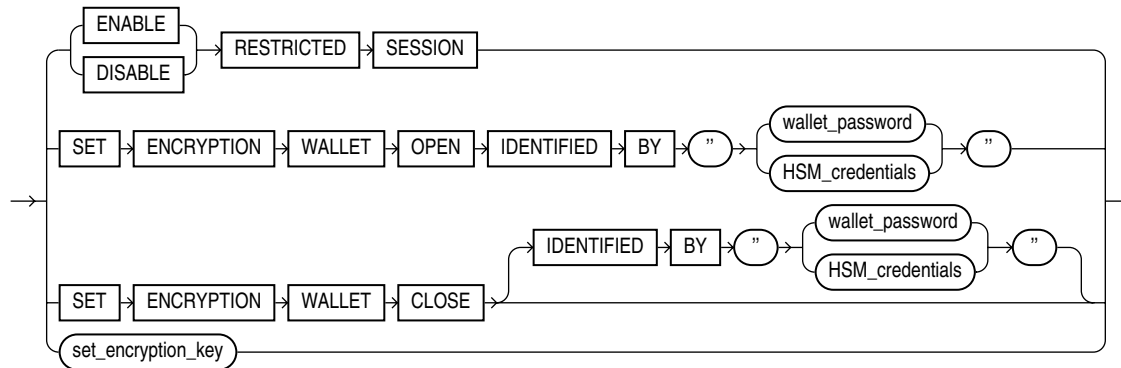 ENABLE
RESTRICTED SESSION
DISABLE
wallet_password
SET ENCRYPTION WALLET OPEN IDENTIFIED BY " "
HSM_credentials
wallet_password
IDENTIFIED BY " "
HSM_credentials
SET ENCRYPTION WALLET CLOSE
set_encryption_key